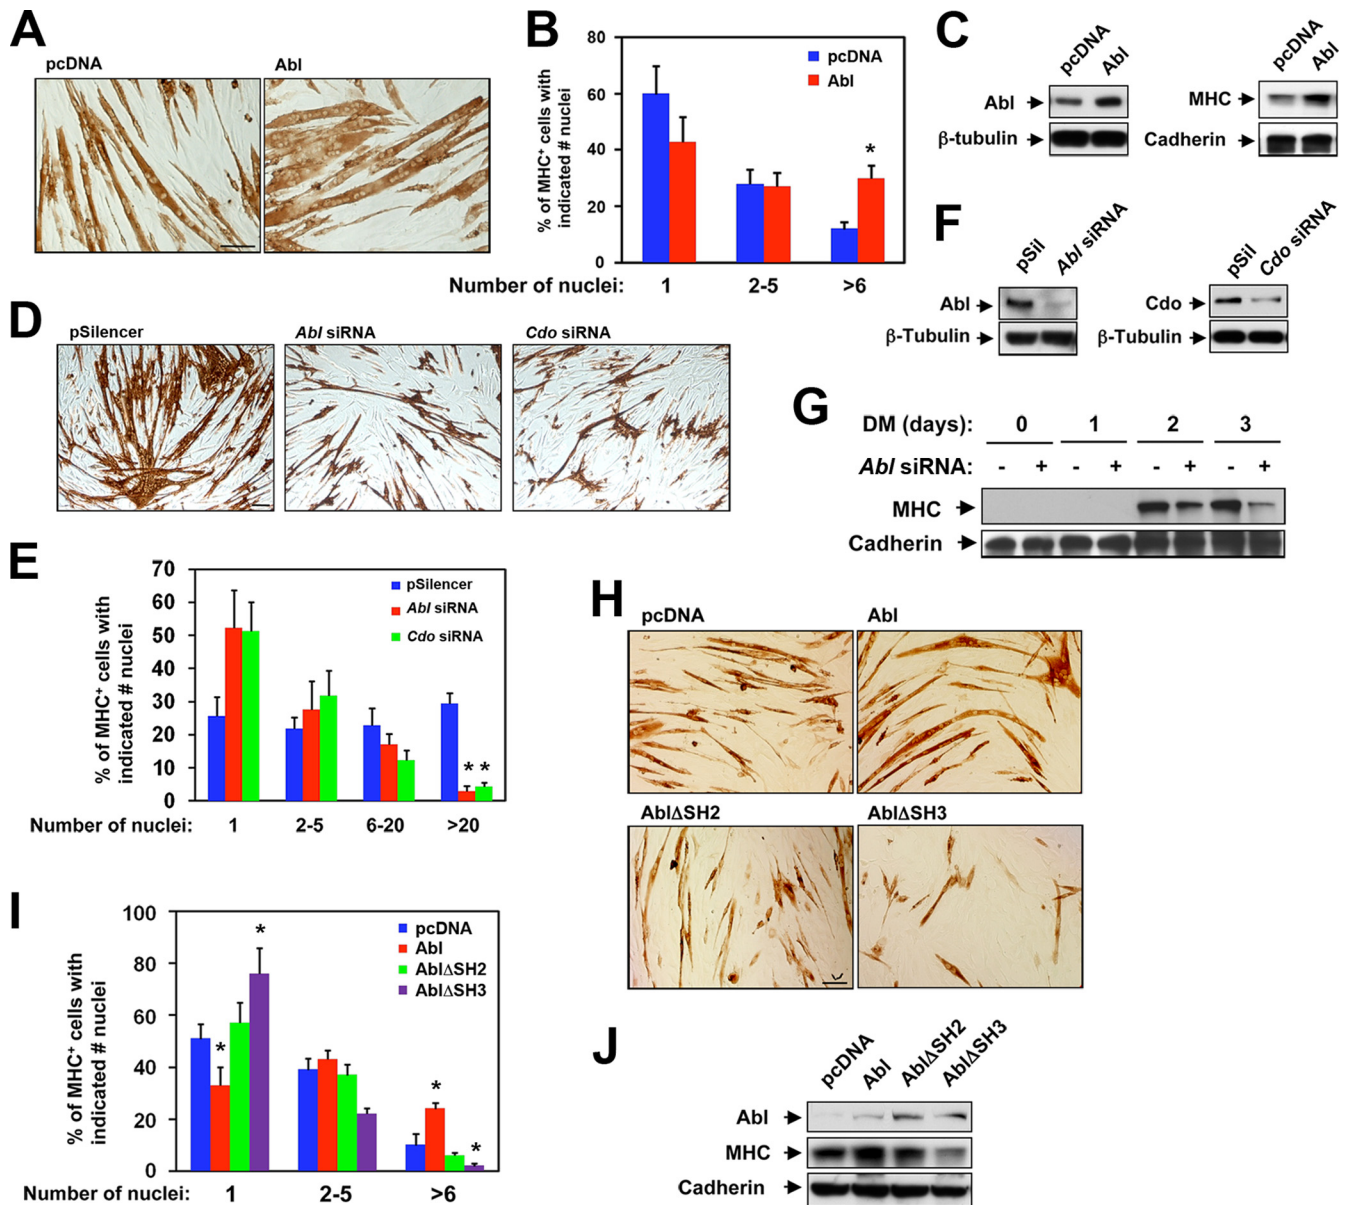 A
pcDNA
Abl
B
% of MHC⁺ cells with
indicated # nuclei
80
60
40
20
0
pcDNA
Abl
*
Number of nuclei: 1 2-5 >6
C
pcDNA Abl
Abl
β-tubulin
pcDNA Abl
MHC
Cadherin
D
pSilencer
Abl siRNA
Cdo siRNA
F
pSil Abl siRNA
Abl
β-Tubulin
pSil Cdo siRNA
Cdo
β-Tubulin
G
DM (days): 0 1 2 3
Abl siRNA: - + - + - + - +
MHC
Cadherin
E
% of MHC⁺ cells with
indicated # nuclei
70
60
50
40
30
20
10
0
pSilencer
Abl siRNA
Cdo siRNA
* *
Number of nuclei: 1 2-5 6-20 >20
H
pcDNA
Abl
AblΔSH2
AblΔSH3
I
% of MHC⁺ cells with
indicated # nuclei
100
80
60
40
20
0
pcDNA
Abl
AblΔSH2
AblΔSH3
*
*
*
*
Number of nuclei: 1 2-5 >6
J
pcDNA Abl AblΔSH2 AblΔSH3
Abl
MHC
Cadherin